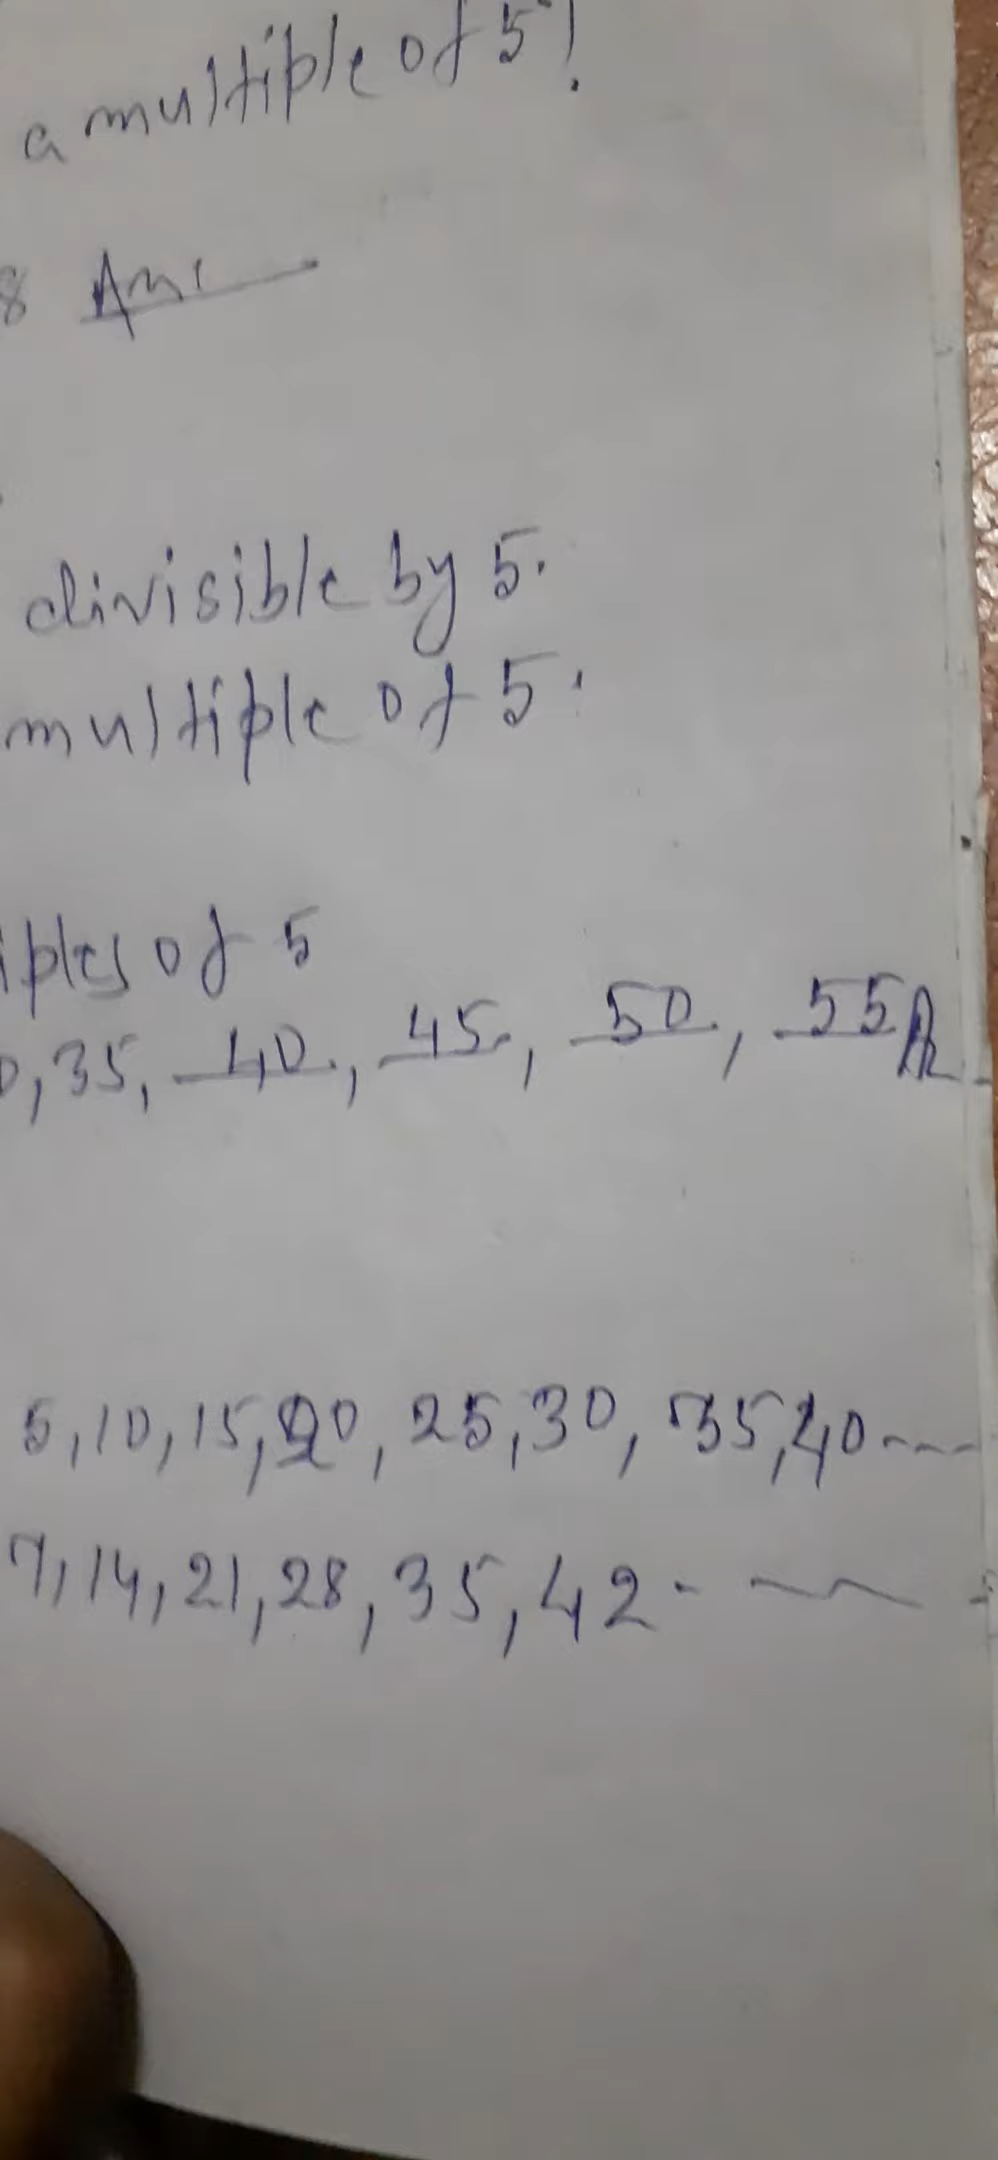 a multiple of 5?
8 Ans
divisible by 5.
multiple of 5.
iples of 5
0, 35, 40, 45, 50, 55
5, 10, 15, 20, 25, 30, 35, 40 ----
7, 14, 21, 28, 35, 42 -